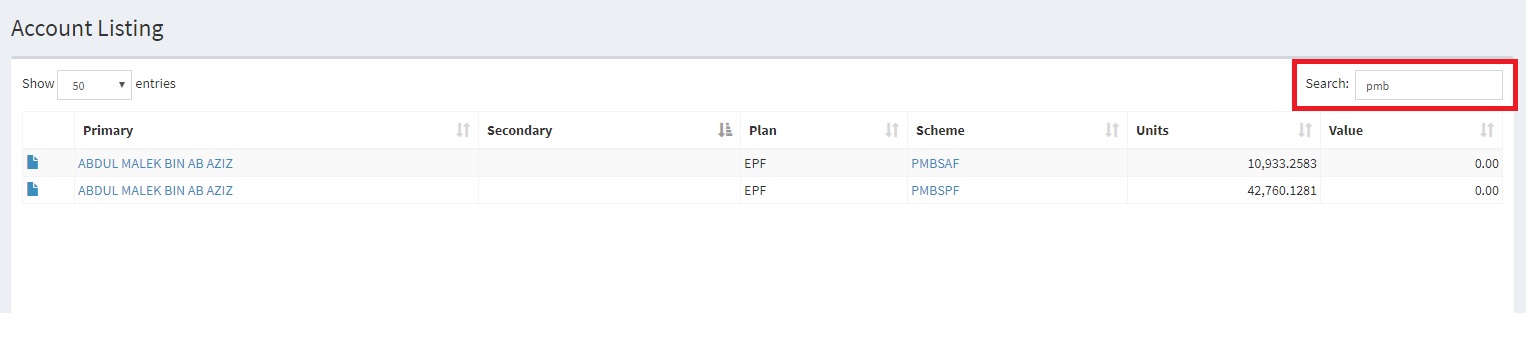 Account Listing
Show 50 entries Search: pmb
Primary Secondary Plan Scheme Units Value
ABDUL MALEK BIN AB AZIZ EPF PMBSAF 10,933.2583 0.00
ABDUL MALEK BIN AB AZIZ EPF PMBSPF 42,760.1281 0.00